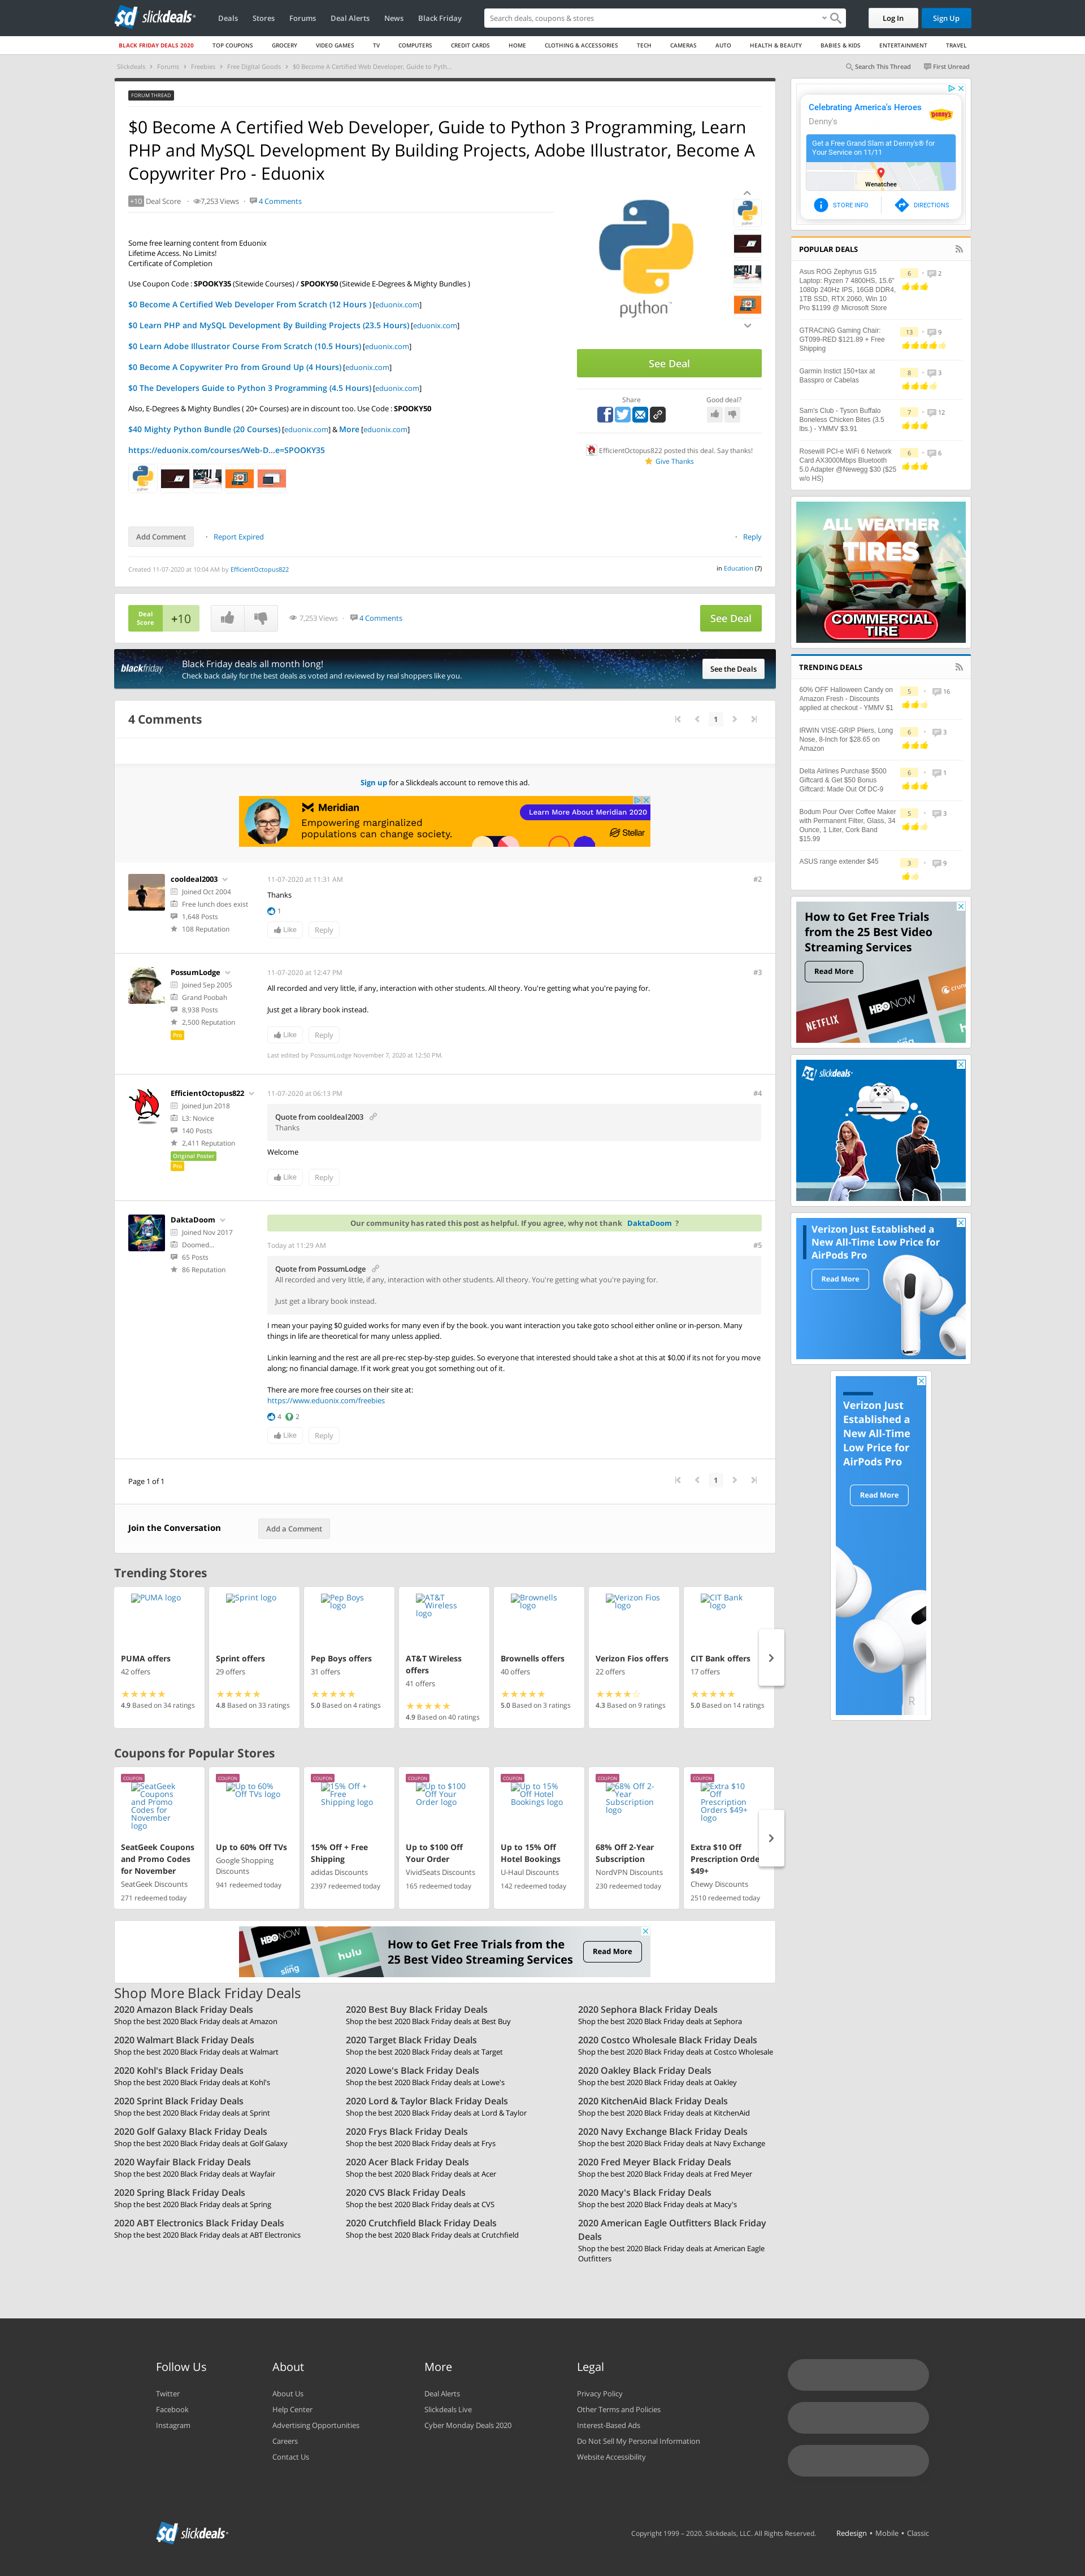 sd slickdeals
Deals Stores Forums Deal Alerts News Black Friday
Search deals, coupons & stores
Log In Sign Up
BLACK FRIDAY DEALS 2020 TOP COUPONS GROCERY VIDEO GAMES TV COMPUTERS CREDIT CARDS HOME CLOTHING & ACCESSORIES TECH CAMERAS AUTO HEALTH & BEAUTY BABIES & KIDS ENTERTAINMENT TRAVEL
Slickdeals › Forums › Freebies › Free Digital Goods › $0 Become A Certified Web Developer, Guide to Pyth...
Search This Thread First Unread
FORUM THREAD
$0 Become A Certified Web Developer, Guide to Python 3 Programming, Learn
PHP and MySQL Development By Building Projects, Adobe Illustrator, Become A
Copywriter Pro - Eduonix
+10 Deal Score · 7,253 Views · 4 Comments
Some free learning content from Eduonix
Lifetime Access. No Limits!
Certificate of Completion
Use Coupon Code : SPOOKY35 (Sitewide Courses) / SPOOKY50 (Sitewide E-Degrees & Mighty Bundles )
$0 Become A Certified Web Developer From Scratch (12 Hours ) [eduonix.com]
$0 Learn PHP and MySQL Development By Building Projects (23.5 Hours) [eduonix.com]
$0 Learn Adobe Illustrator Course From Scratch (10.5 Hours) [eduonix.com]
$0 Become A Copywriter Pro from Ground Up (4 Hours) [eduonix.com]
$0 The Developers Guide to Python 3 Programming (4.5 Hours) [eduonix.com]
Also, E-Degrees & Mighty Bundles ( 20+ Courses) are in discount too. Use Code : SPOOKY50
$40 Mighty Python Bundle (20 Courses) [eduonix.com] & More [eduonix.com]
https://eduonix.com/courses/Web-D...e=SPOOKY35
python
See Deal
Share Good deal?
EfficientOctopus822 posted this deal. Say thanks!
Give Thanks
Add Comment · Report Expired · Reply
Created 11-07-2020 at 10:04 AM by EfficientOctopus822
in Education (7)
Deal
Score
+10
7,253 Views · 4 Comments
See Deal
blackfriday
Black Friday deals all month long!
Check back daily for the best deals as voted and reviewed by real shoppers like you.
See the Deals
4 Comments
1
Sign up for a Slickdeals account to remove this ad.
Meridian
Empowering marginalized
populations can change society.
Learn More About Meridian 2020
Stellar
cooldeal2003
Joined Oct 2004
Free lunch does exist
1,648 Posts
108 Reputation
11-07-2020 at 11:31 AM
#2
Thanks
1
Like Reply
PossumLodge
Joined Sep 2005
Grand Poobah
8,938 Posts
2,500 Reputation
Pro
11-07-2020 at 12:47 PM
#3
All recorded and very little, if any, interaction with other students. All theory. You're getting what you're paying for.
Just get a library book instead.
Like Reply
Last edited by PossumLodge November 7, 2020 at 12:50 PM.
EfficientOctopus822
Joined Jun 2018
L3: Novice
140 Posts
2,411 Reputation
Original Poster
Pro
11-07-2020 at 06:13 PM
#4
Quote from cooldeal2003
Thanks
Welcome
Like Reply
DaktaDoom
Joined Nov 2017
Doomed...
65 Posts
86 Reputation
Our community has rated this post as helpful. If you agree, why not thank DaktaDoom ?
Today at 11:29 AM
#5
Quote from PossumLodge
All recorded and very little, if any, interaction with other students. All theory. You're getting what you're paying for.
Just get a library book instead.
I mean your paying $0 guided works for many even if by the book. you want interaction you take goto school either online or in-person. Many
things in life are theoretical for many unless applied.
Linkin learning and the rest are all pre-rec step-by-step guides. So everyone that interested should take a shot at this at $0.00 if its not for you move
along; no financial damage. If it work great you got something out of it.
There are more free courses on their site at:
https://www.eduonix.com/freebies
4 2
Like Reply
Page 1 of 1
1
Join the Conversation
Add a Comment
Trending Stores
PUMA logo
PUMA offers
42 offers
4.9 Based on 34 ratings
Sprint logo
Sprint offers
29 offers
4.8 Based on 33 ratings
Pep Boys
logo
Pep Boys offers
31 offers
5.0 Based on 4 ratings
AT&T
Wireless
logo
AT&T Wireless
offers
41 offers
4.9 Based on 40 ratings
Brownells
logo
Brownells offers
40 offers
5.0 Based on 3 ratings
Verizon Fios
logo
Verizon Fios offers
22 offers
4.3 Based on 9 ratings
CIT Bank
logo
CIT Bank offers
17 offers
5.0 Based on 14 ratings
Coupons for Popular Stores
COUPON
SeatGeek
Coupons
and Promo
Codes for
November
logo
SeatGeek Coupons
and Promo Codes
for November
SeatGeek Discounts
271 redeemed today
COUPON
Up to 60%
Off TVs logo
Up to 60% Off TVs
Google Shopping
Discounts
941 redeemed today
COUPON
15% Off +
Free
Shipping logo
15% Off + Free
Shipping
adidas Discounts
2397 redeemed today
COUPON
Up to $100
Off Your
Order logo
Up to $100 Off
Your Order
VividSeats Discounts
165 redeemed today
COUPON
Up to 15%
Off Hotel
Bookings logo
Up to 15% Off
Hotel Bookings
U-Haul Discounts
142 redeemed today
COUPON
68% Off 2-
Year
Subscription
logo
68% Off 2-Year
Subscription
NordVPN Discounts
230 redeemed today
COUPON
Extra $10
Off
Prescription
Orders $49+
logo
Extra $10 Off
Prescription Orde
$49+
Chewy Discounts
2510 redeemed today
HBO NOW
sling
hulu
How to Get Free Trials from the
25 Best Video Streaming Services
Read More
Shop More Black Friday Deals
2020 Amazon Black Friday Deals
Shop the best 2020 Black Friday deals at Amazon
2020 Best Buy Black Friday Deals
Shop the best 2020 Black Friday deals at Best Buy
2020 Sephora Black Friday Deals
Shop the best 2020 Black Friday deals at Sephora
2020 Walmart Black Friday Deals
Shop the best 2020 Black Friday deals at Walmart
2020 Target Black Friday Deals
Shop the best 2020 Black Friday deals at Target
2020 Costco Wholesale Black Friday Deals
Shop the best 2020 Black Friday deals at Costco Wholesale
2020 Kohl's Black Friday Deals
Shop the best 2020 Black Friday deals at Kohl's
2020 Lowe's Black Friday Deals
Shop the best 2020 Black Friday deals at Lowe's
2020 Oakley Black Friday Deals
Shop the best 2020 Black Friday deals at Oakley
2020 Sprint Black Friday Deals
Shop the best 2020 Black Friday deals at Sprint
2020 Lord & Taylor Black Friday Deals
Shop the best 2020 Black Friday deals at Lord & Taylor
2020 KitchenAid Black Friday Deals
Shop the best 2020 Black Friday deals at KitchenAid
2020 Golf Galaxy Black Friday Deals
Shop the best 2020 Black Friday deals at Golf Galaxy
2020 Frys Black Friday Deals
Shop the best 2020 Black Friday deals at Frys
2020 Navy Exchange Black Friday Deals
Shop the best 2020 Black Friday deals at Navy Exchange
2020 Wayfair Black Friday Deals
Shop the best 2020 Black Friday deals at Wayfair
2020 Acer Black Friday Deals
Shop the best 2020 Black Friday deals at Acer
2020 Fred Meyer Black Friday Deals
Shop the best 2020 Black Friday deals at Fred Meyer
2020 Spring Black Friday Deals
Shop the best 2020 Black Friday deals at Spring
2020 CVS Black Friday Deals
Shop the best 2020 Black Friday deals at CVS
2020 Macy's Black Friday Deals
Shop the best 2020 Black Friday deals at Macy's
2020 ABT Electronics Black Friday Deals
Shop the best 2020 Black Friday deals at ABT Electronics
2020 Crutchfield Black Friday Deals
Shop the best 2020 Black Friday deals at Crutchfield
2020 American Eagle Outfitters Black Friday
Deals
Shop the best 2020 Black Friday deals at American Eagle
Outfitters
Celebrating America's Heroes
Denny's
Denny's
Get a Free Grand Slam at Denny's® for
Your Service on 11/11
Wenatchee
STORE INFO DIRECTIONS
POPULAR DEALS
Asus ROG Zephyrus G15
Laptop: Ryzen 7 4800HS, 15.6"
1080p 240Hz IPS, 16GB DDR4,
1TB SSD, RTX 2060, Win 10
Pro $1199 @ Microsoft Store
6 · 2
GTRACING Gaming Chair:
GT099-RED $121.89 + Free
Shipping
13 · 9
Garmin Instict 150+tax at
Basspro or Cabelas
8 · 3
Sam's Club - Tyson Buffalo
Boneless Chicken Bites (3.5
lbs.) - YMMV $3.91
7 · 12
Rosewill PCI-e WiFi 6 Network
Card AX3000Mbps Bluetooth
5.0 Adapter @Newegg $30 ($25
w/o HS)
6 · 6
ALL WEATHER
TIRES
COMMERCIAL
TIRE
TRENDING DEALS
60% OFF Halloween Candy on
Amazon Fresh - Discounts
applied at checkout - YMMV $1
5 · 16
IRWIN VISE-GRIP Pliers, Long
Nose, 8-Inch for $28.65 on
Amazon
6 · 3
Delta Airlines Purchase $500
Giftcard & Get $50 Bonus
Giftcard: Made Out Of DC-9
6 · 1
Bodum Pour Over Coffee Maker
with Permanent Filter, Glass, 34
Ounce, 1 Liter, Cork Band
$15.99
5 · 3
ASUS range extender $45
3 · 9
How to Get Free Trials
from the 25 Best Video
Streaming Services
Read More
NETFLIX
HBO NOW
crunchyroll
sd slickdeals
Verizon Just Established a
New All-Time Low Price for
AirPods Pro
Read More
Verizon Just
Established a
New All-Time
Low Price for
AirPods Pro
Read More
R
Follow Us
Twitter
Facebook
Instagram
About
About Us
Help Center
Advertising Opportunities
Careers
Contact Us
More
Deal Alerts
Slickdeals Live
Cyber Monday Deals 2020
Legal
Privacy Policy
Other Terms and Policies
Interest-Based Ads
Do Not Sell My Personal Information
Website Accessibility
sd slickdeals
Copyright 1999 – 2020. Slickdeals, LLC. All Rights Reserved.
Redesign • Mobile • Classic